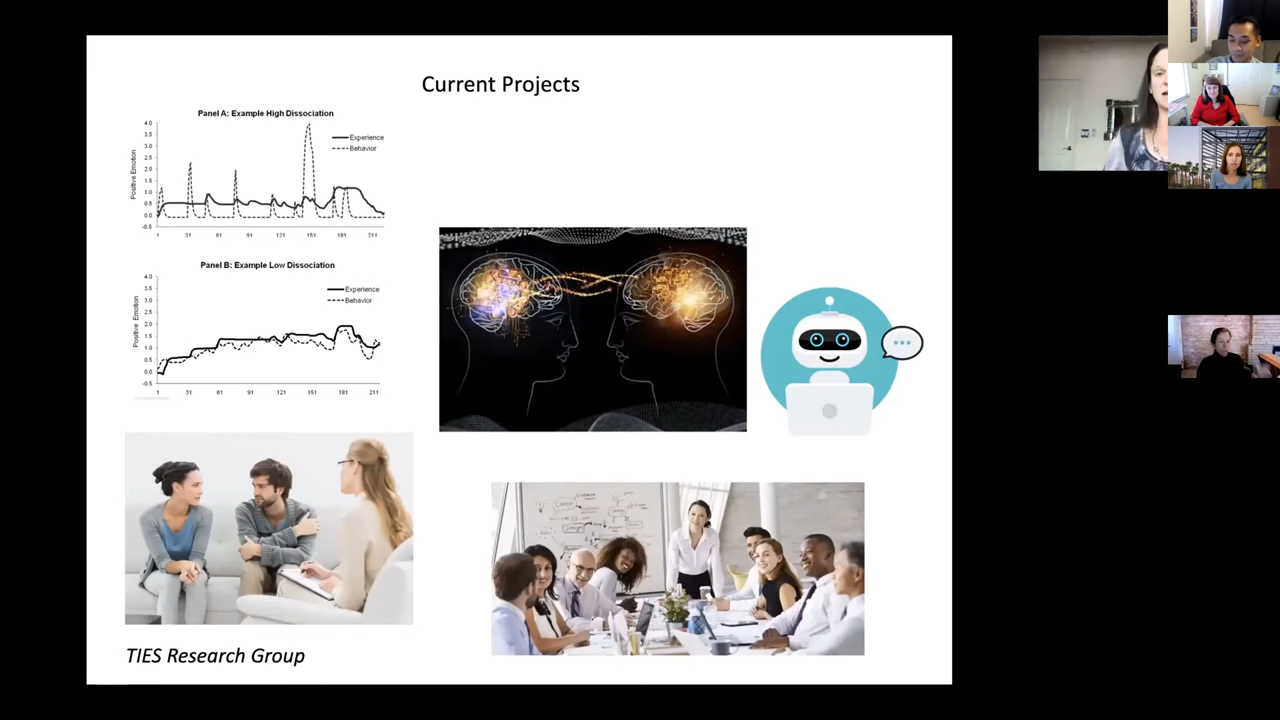 Current Projects
Panel A: Example High Dissociation
4.0
3.5
3.0
2.5
2.0
1.5
1.0
0.5
0.0
-0.5
Positive Emotion
Experience
Behavior
1 31 61 91 121 151 181 211
Panel B: Example Low Dissociation
4.0
3.5
3.0
2.5
2.0
1.5
1.0
0.5
0.0
-0.5
Positive Emotion
Experience
Behavior
1 31 61 91 121 151 181 211
TIES Research Group